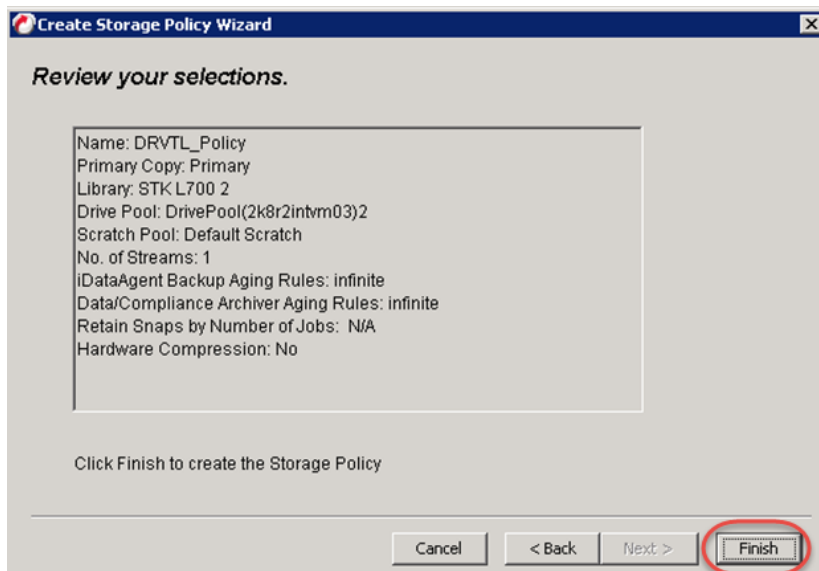 Create Storage Policy Wizard
Review your selections.
Name: DRVTL_Policy
Primary Copy: Primary
Library: STK L700 2
Drive Pool: DrivePool(2k8r2intvm03)2
Scratch Pool: Default Scratch
No. of Streams: 1
iDataAgent Backup Aging Rules: infinite
Data/Compliance Archiver Aging Rules: infinite
Retain Snaps by Number of Jobs:  N/A
Hardware Compression: No
Click Finish to create the Storage Policy
Cancel
< Back
Next >
Finish